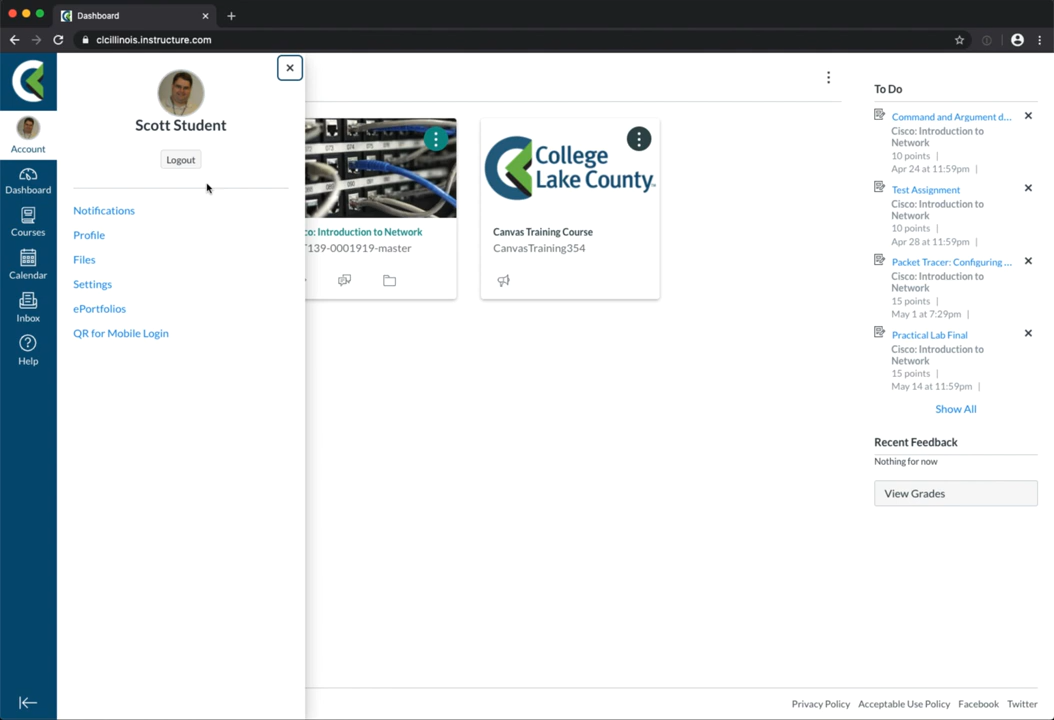 Dashboard
clcillinois.instructure.com
Account
Dashboard
Courses
Calendar
Inbox
Help
Scott Student
Logout
Notifications
Profile
Files
Settings
ePortfolios
QR for Mobile Login
co: Introduction to Network
T139-0001919-master
College
Lake County
Canvas Training Course
CanvasTraining354
To Do
Command and Argument d...
Cisco: Introduction to
Network
10 points |
Apr 24 at 11:59pm |
Test Assignment
Cisco: Introduction to
Network
10 points |
Apr 28 at 11:59pm |
Packet Tracer: Configuring ...
Cisco: Introduction to
Network
15 points |
May 1 at 7:29pm |
Practical Lab Final
Cisco: Introduction to
Network
15 points |
May 14 at 11:59pm |
Show All
Recent Feedback
Nothing for now
View Grades
Privacy Policy Acceptable Use Policy Facebook Twitter